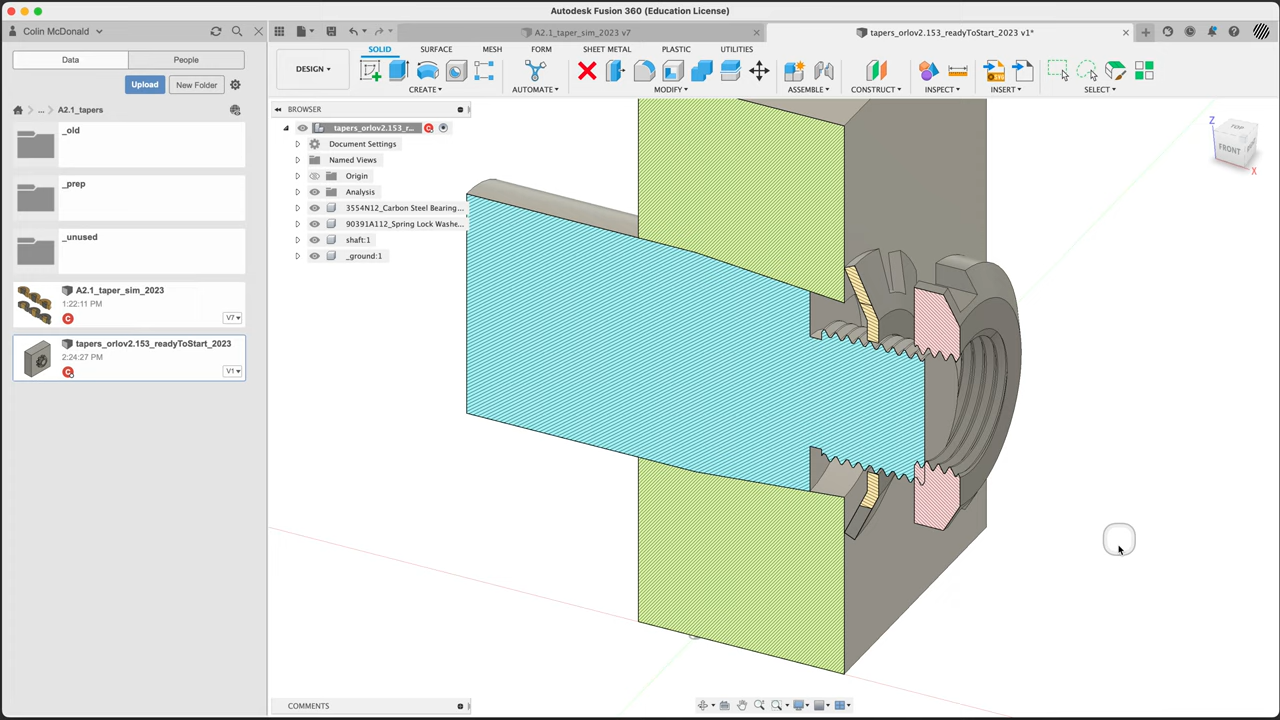 Autodesk Fusion 360 (Education License)
Colin McDonald
A2.1_taper_sim_2023 v7
tapers_orlov2.153_readyToStart_2023 v1*
Data
People
Upload
New Folder
... A2.1_tapers
_old
_prep
_unused
A2.1_taper_sim_2023
1:22:11 PM
V7
tapers_orlov2.153_readyToStart_2023
2:24:27 PM
V1
DESIGN
SOLID
SURFACE
MESH
FORM
SHEET METAL
PLASTIC
UTILITIES
CREATE
AUTOMATE
MODIFY
ASSEMBLE
CONSTRUCT
INSPECT
INSERT
SELECT
BROWSER
tapers_orlov2.153_r...
Document Settings
Named Views
Origin
Analysis
3554N12_Carbon Steel Bearing...
90391A112_Spring Lock Washe...
shaft:1
_ground:1
Z
TOP
FRONT
X
COMMENTS